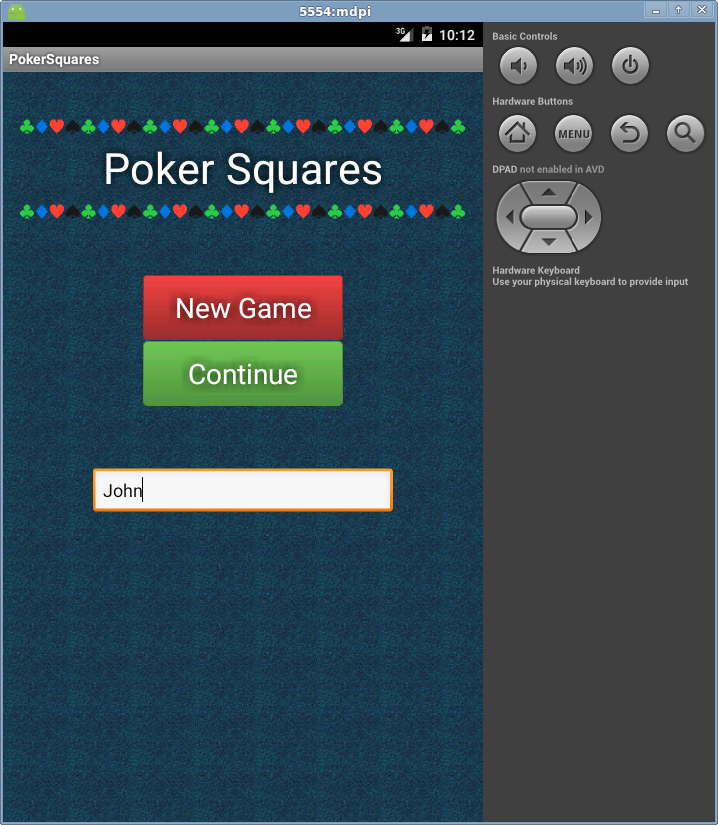 5554:mdpi
3G 10:12
PokerSquares
Poker Squares
New Game
Continue
John
Basic Controls
Hardware Buttons
MENU
DPAD not enabled in AVD
Hardware Keyboard
Use your physical keyboard to provide input